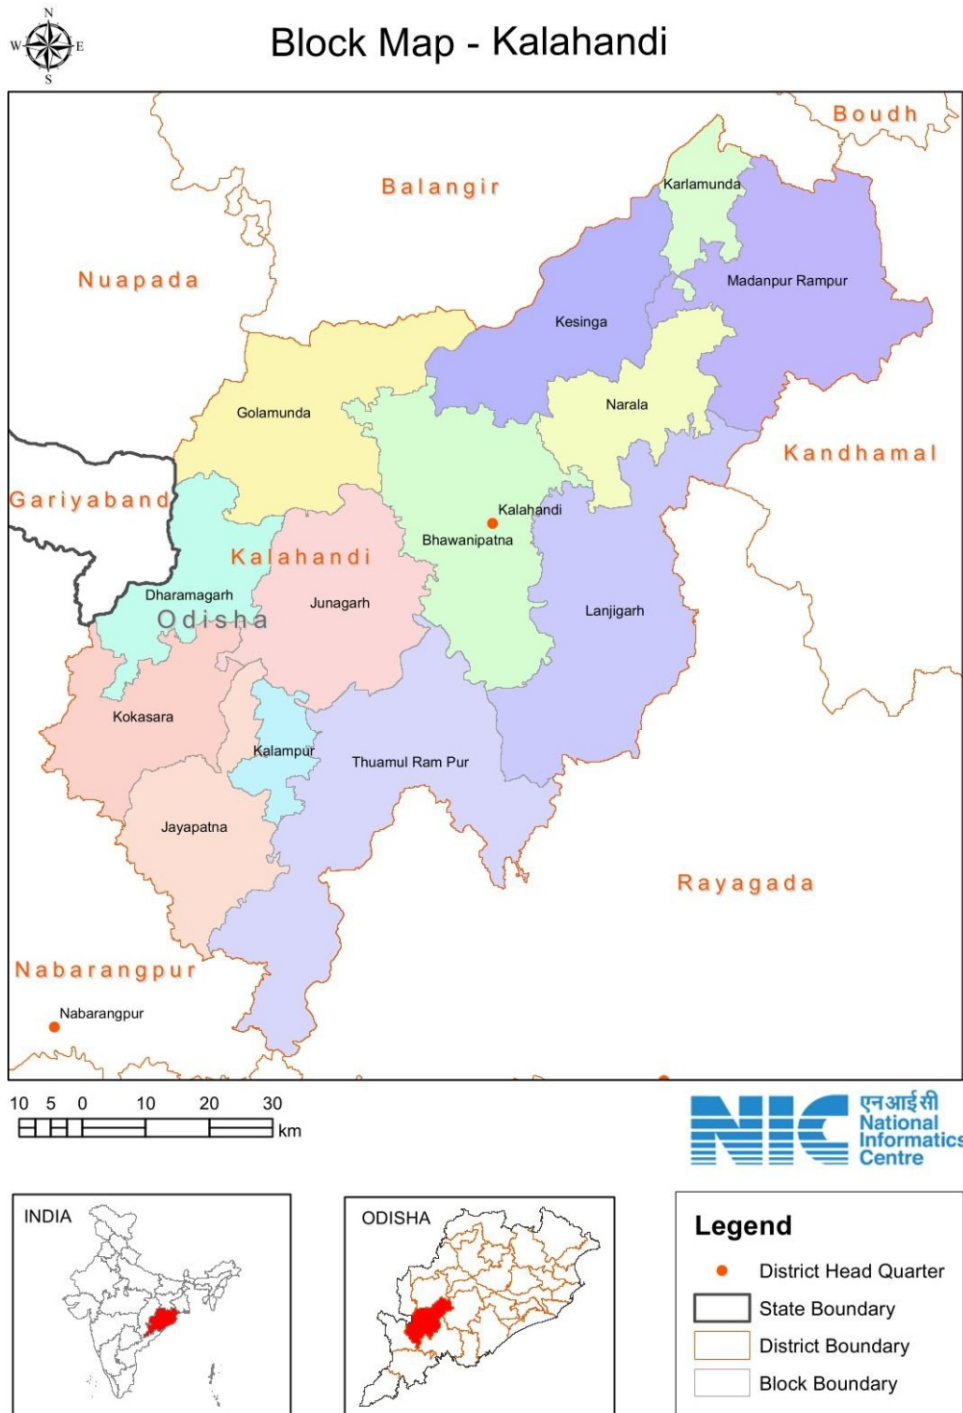 N
W E
S
Block Map - Kalahandi
Boudh
Balangir
Karlamunda
Nuapada
Madanpur Rampur
Kesinga
Golamunda
Narala
Kandhamal
Gariyaband
Kalahandi
Bhawanipatna
Kalahandi
Dharamagarh
Junagarh
Lanjigarh
Odisha
Kokasara
Kalampur
Thuamul Ram Pur
Jayapatna
Rayagada
Nabarangpur
Nabarangpur
10 5 0 10 20 30
km
NIC
एनआईसी
National
Informatics
Centre
INDIA
ODISHA
Legend
District Head Quarter
State Boundary
District Boundary
Block Boundary